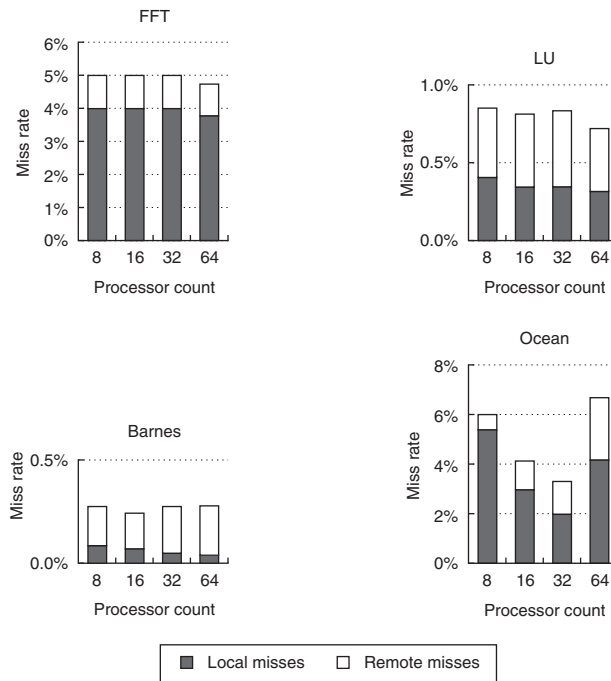 FFT
6%
5%
4%
3%
2%
1%
0%
Miss rate
8 16 32 64
Processor count
LU
1.0%
0.5%
0.0%
Miss rate
8 16 32 64
Processor count
Barnes
0.5%
0.0%
Miss rate
8 16 32 64
Processor count
Ocean
8%
6%
4%
2%
0%
Miss rate
8 16 32 64
Processor count
Local misses Remote misses